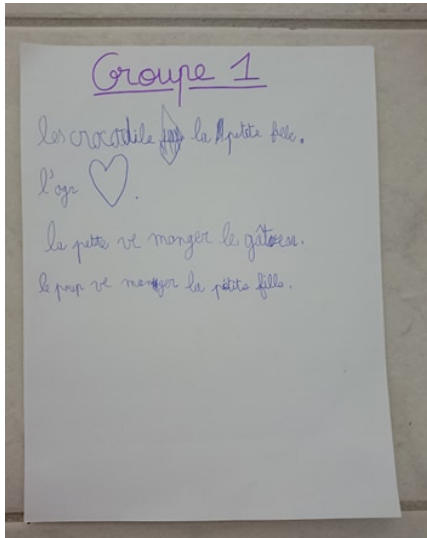 Groupe 1
les crocodile la petite fille.
l'ogr
la petite ve manger le gâteau.
le poup ve manger la petite fille.